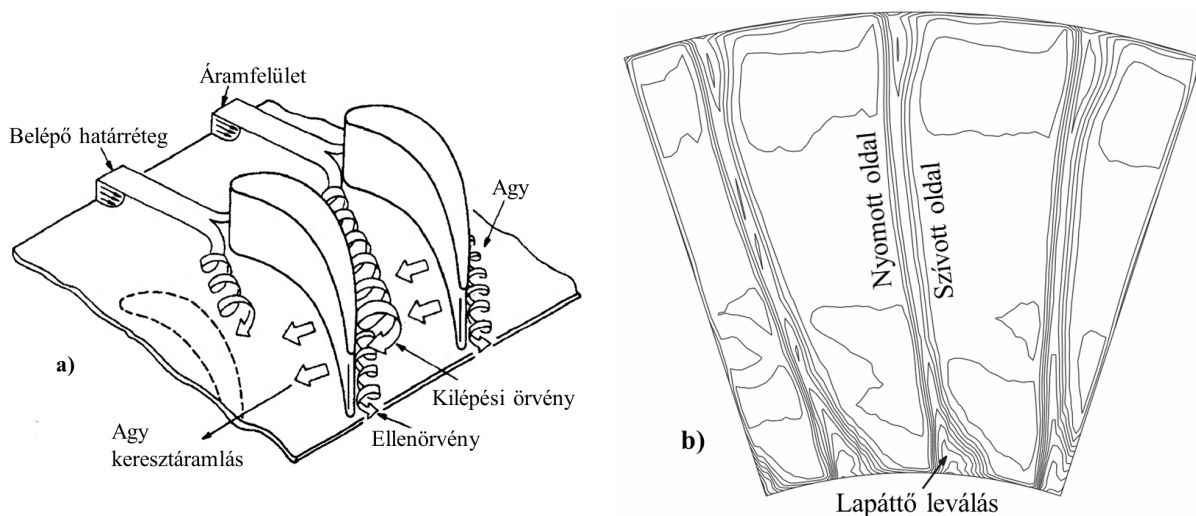 Áramfelület
Belépő határréteg
Agy
a)
Kilépési örvény
Ellenörvény
Agy
keresztáramlás
Nyomott oldal
Szívott oldal
b)
Lapáttő leválás